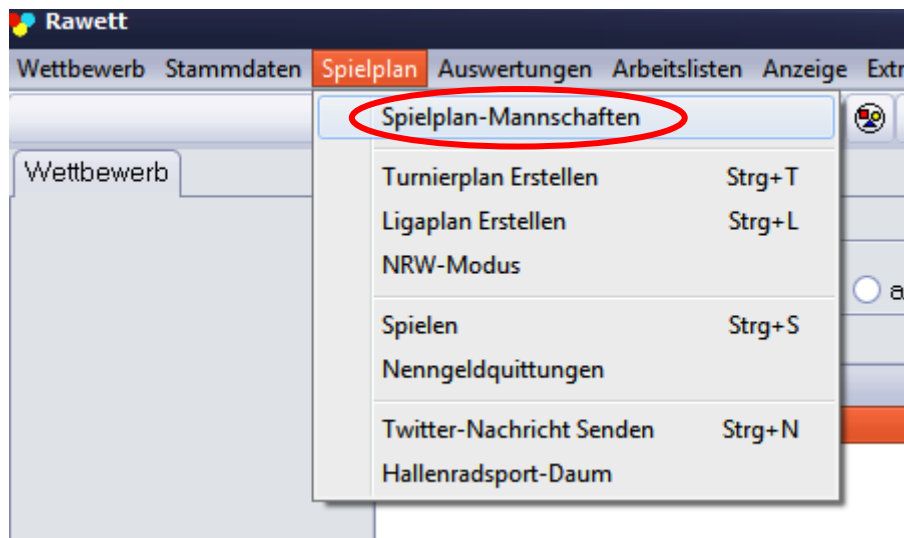 Rawett
Wettbewerb Stammdaten Spielplan Auswertungen Arbeitslisten Anzeige Extr
Spielplan-Mannschaften
Wettbewerb
Turnierplan Erstellen Strg+T
Ligaplan Erstellen Strg+L
NRW-Modus
a
Spielen Strg+S
Nenngeldquittungen
Twitter-Nachricht Senden Strg+N
Hallenradsport-Daum